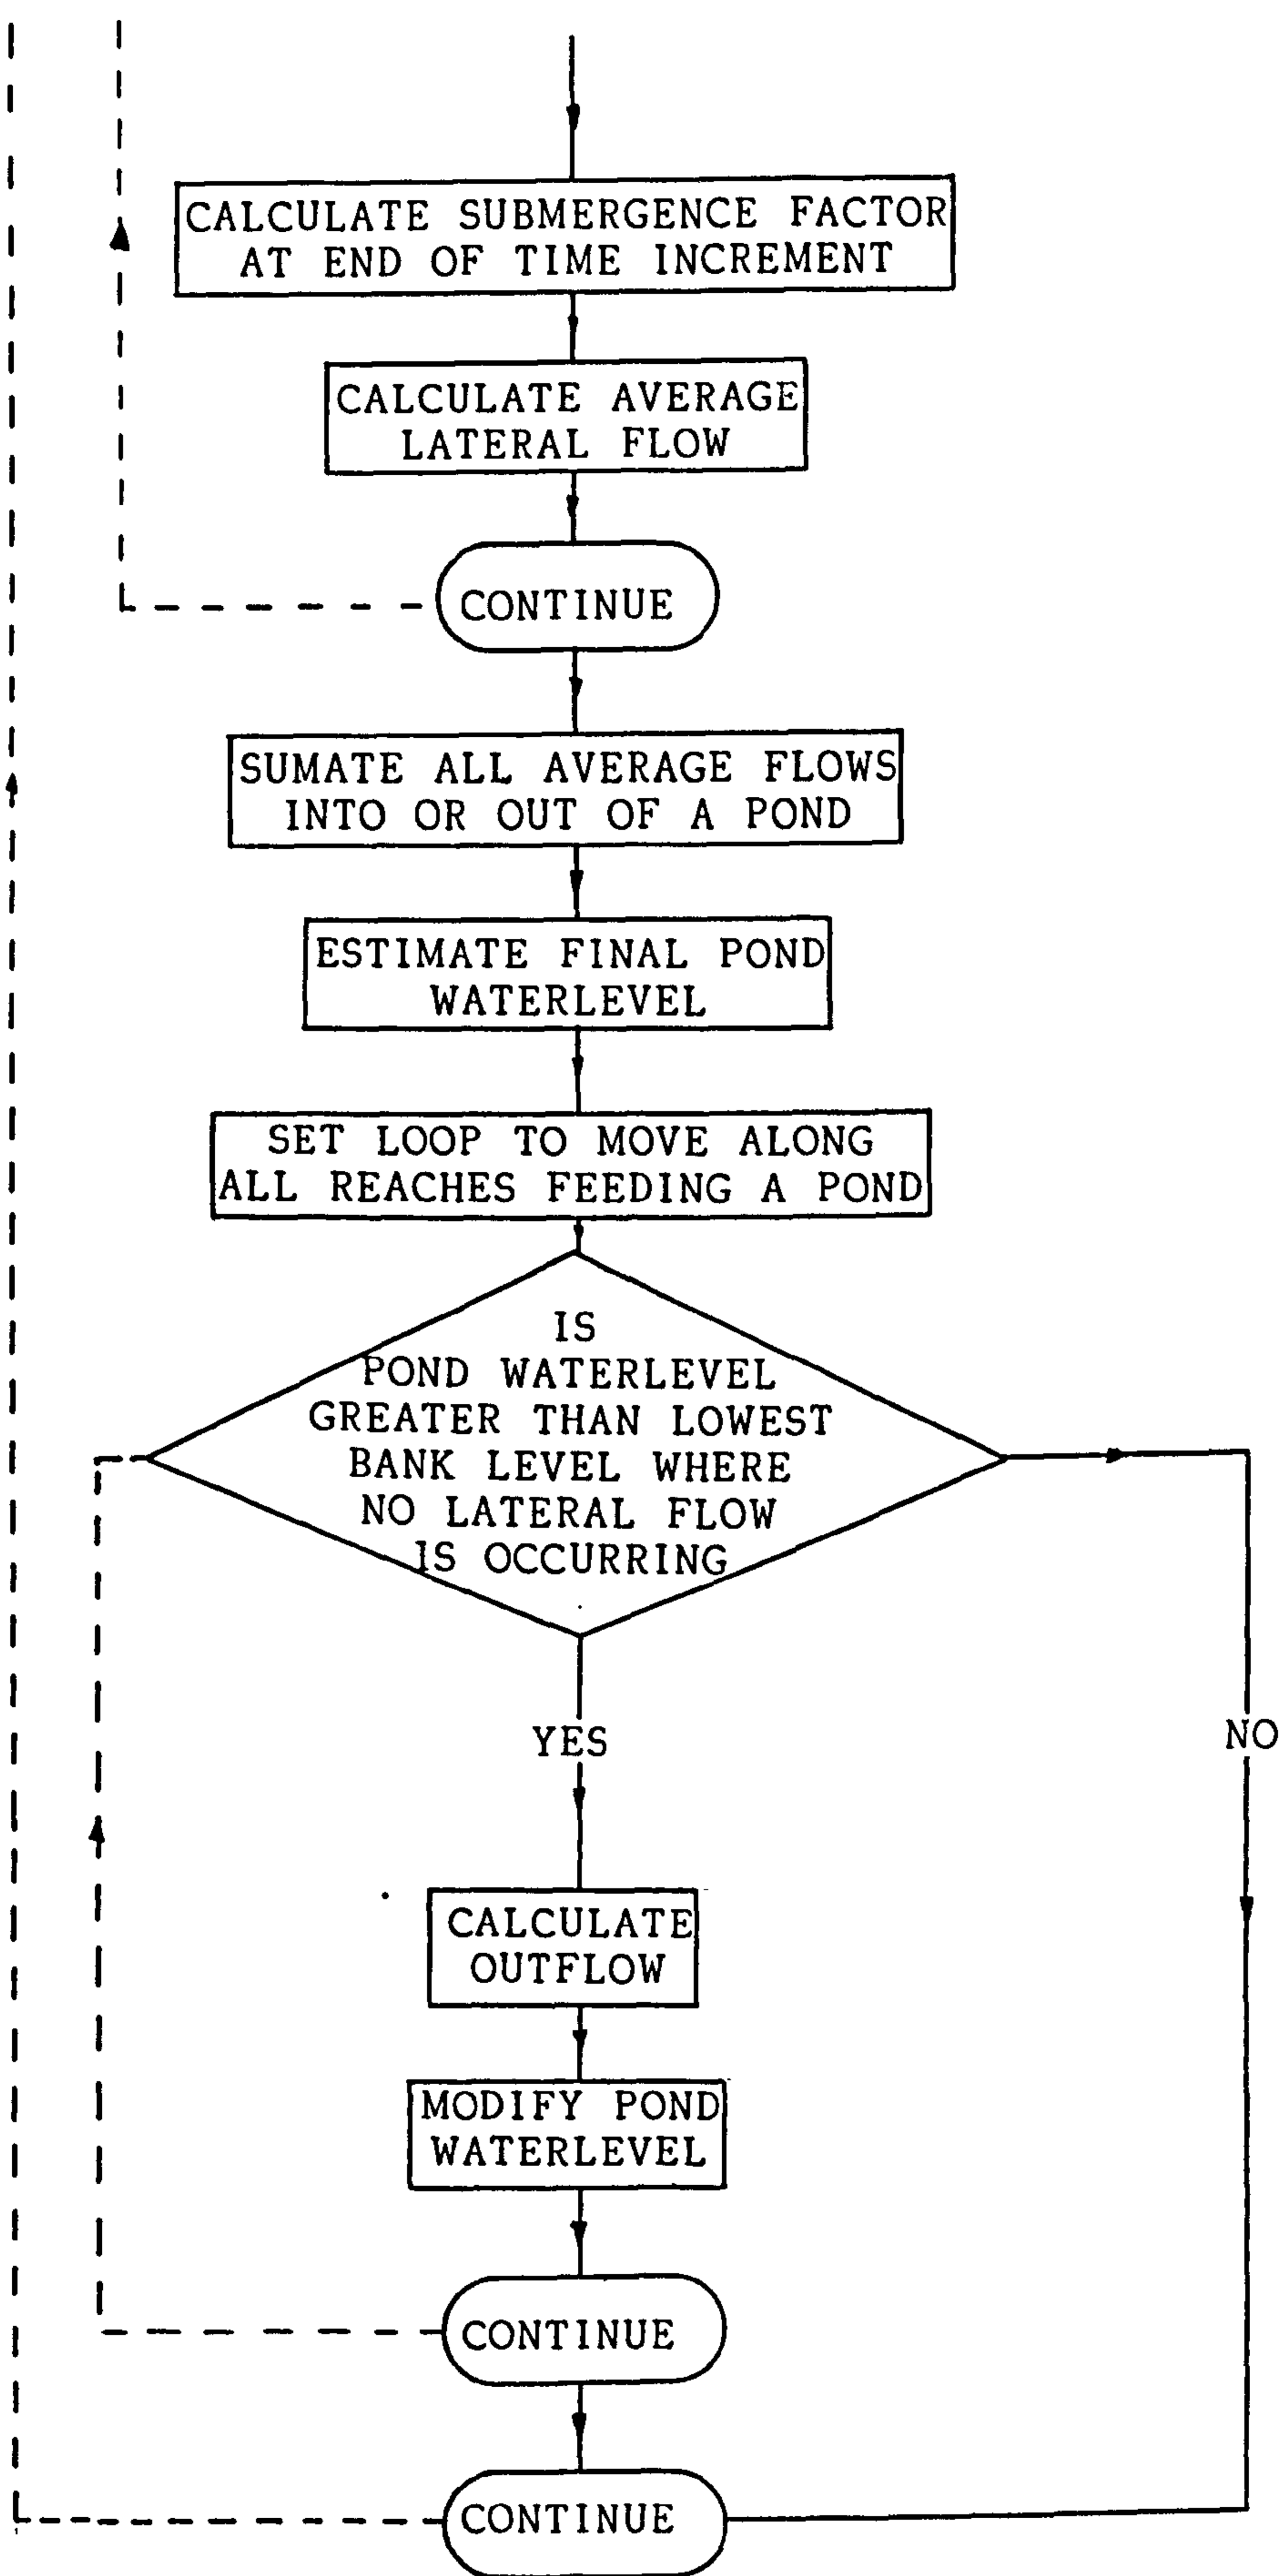 CALCULATE SUBMERGENCE FACTOR
AT END OF TIME INCREMENT
CALCULATE AVERAGE
LATERAL FLOW
CONTINUE
SUMATE ALL AVERAGE FLOWS
INTO OR OUT OF A POND
ESTIMATE FINAL POND
WATERLEVEL
SET LOOP TO MOVE ALONG
ALL REACHES FEEDING A POND
IS
POND WATERLEVEL
GREATER THAN LOWEST
BANK LEVEL WHERE
NO LATERAL FLOW
IS OCCURRING
YES
NO
CALCULATE
OUTFLOW
MODIFY POND
WATERLEVEL
CONTINUE
CONTINUE